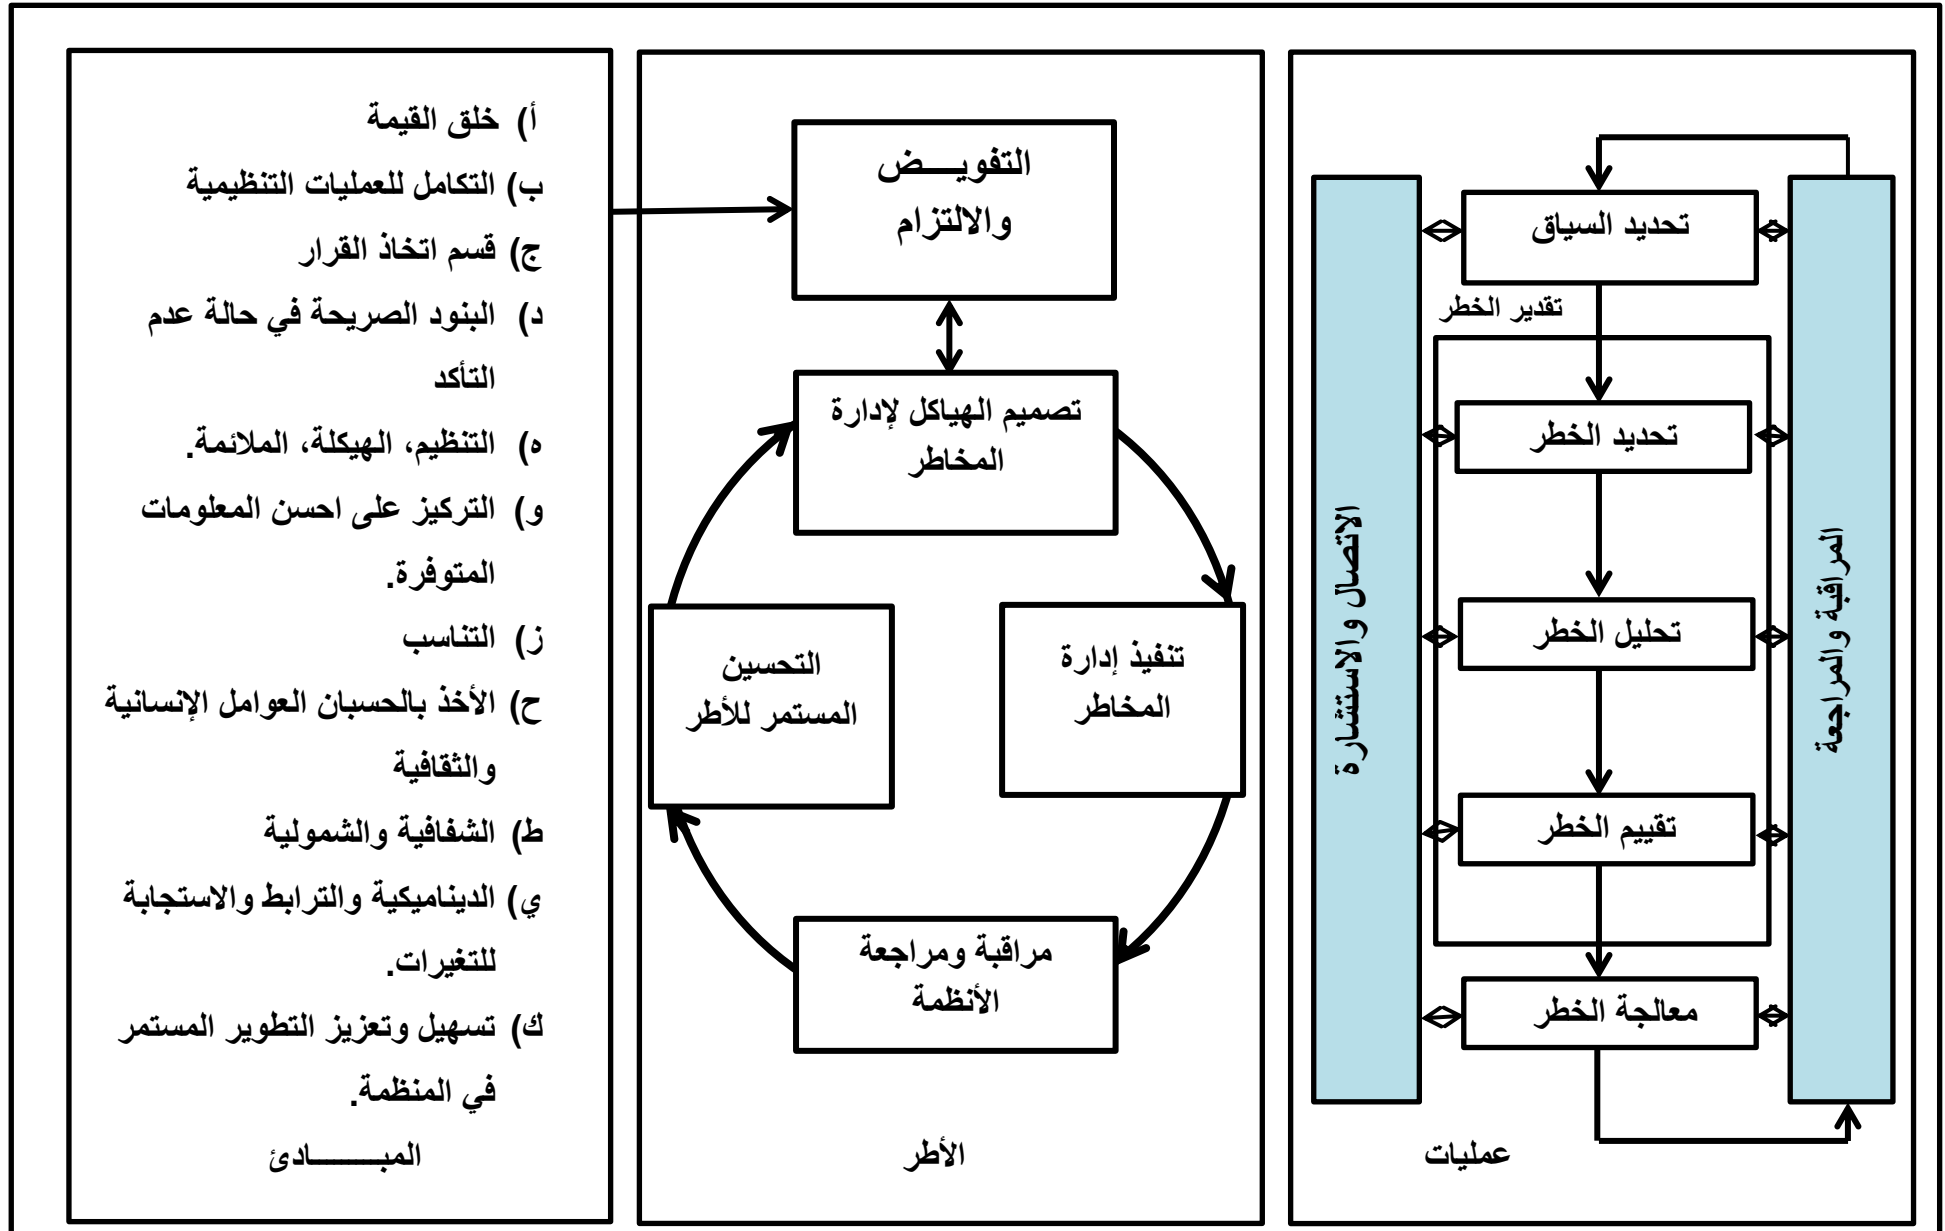 أ) خلق القيمة
ب) التكامل للعمليات التنظيمية
ج) قسم اتخاذ القرار
د) البنود الصريحة في حالة عدم
التأكد
ه) التنظيم، الهيكلة، الملائمة.
و) التركيز على احسن المعلومات
المتوفرة.
ز) التناسب
ح) الأخذ بالحسبان العوامل الإنسانية
والثقافية
ط) الشفافية والشمولية
ي) الديناميكية والترابط والاستجابة
للتغيرات.
ك) تسهيل وتعزيز التطوير المستمر
في المنظمة.
المبـــــــادئ
التفويـــض
والالتزام
تصميم الهياكل لإدارة
المخاطر
تنفيذ إدارة
المخاطر
التحسين
المستمر للأطر
مراقبة ومراجعة
الأنظمة
الأطر
تحديد السياق
تقدير الخطر
تحديد الخطر
تحليل الخطر
تقييم الخطر
معالجة الخطر
الاتصال والاستشارة
المراقبة والمراجعة
عمليات